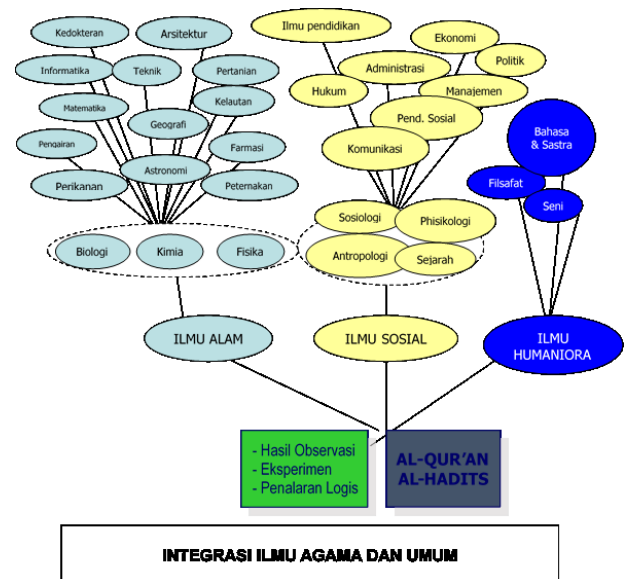 Kedokteran
Arsitektur
Ilmu pendidikan
Ekonomi
Politik
Informatika
Teknik
Pertanian
Administrasi
Hukum
Manajemen
Matematika
Kelautan
Geografi
Pend. Sosial
Pengairan
Farmasi
Komunikasi
Bahasa
& Sastra
Astronomi
Perikanan
Peternakan
Filsafat
Seni
Sosiologi
Phisikologi
Biologi
Kimia
Fisika
Antropologi
Sejarah
ILMU ALAM
ILMU SOSIAL
ILMU
HUMANIORA
- Hasil Observasi
- Eksperimen
- Penalaran Logis
AL-QUR'AN
AL-HADITS
INTEGRASI ILMU AGAMA DAN UMUM